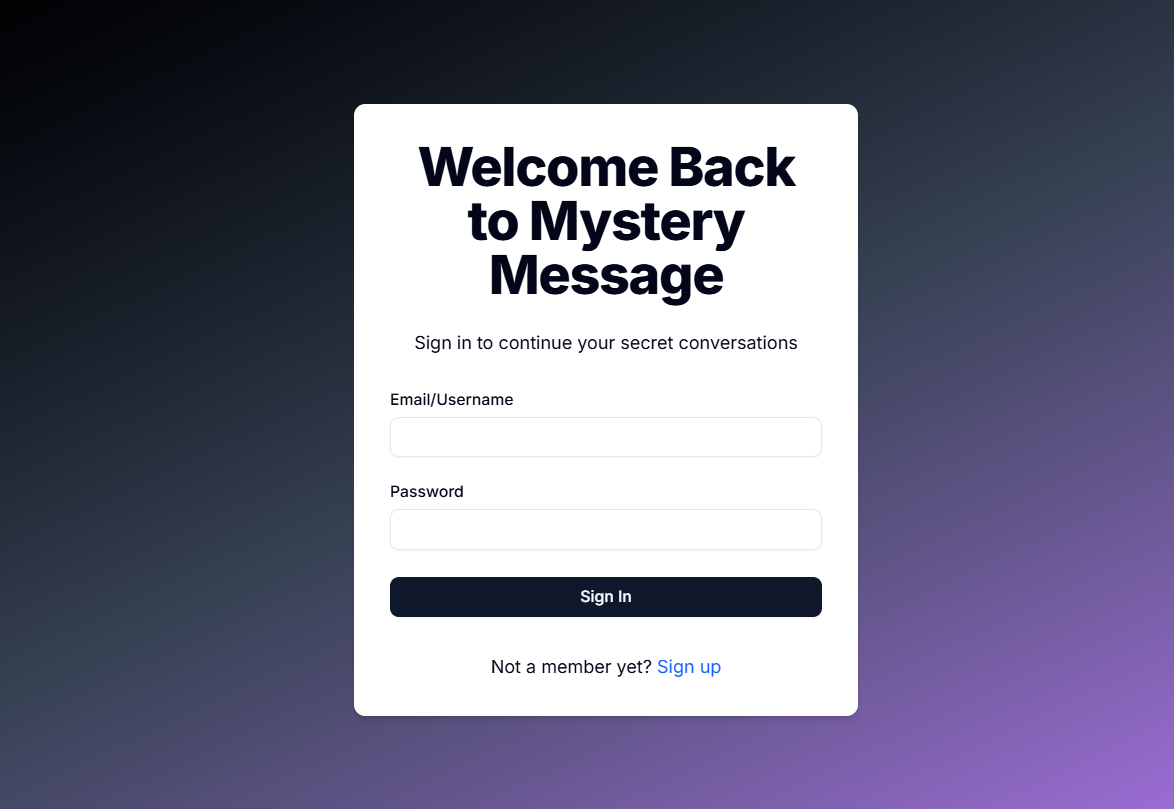 Welcome Back
to Mystery
Message
Sign in to continue your secret conversations
Email/Username
Password
Sign In
Not a member yet? Sign up